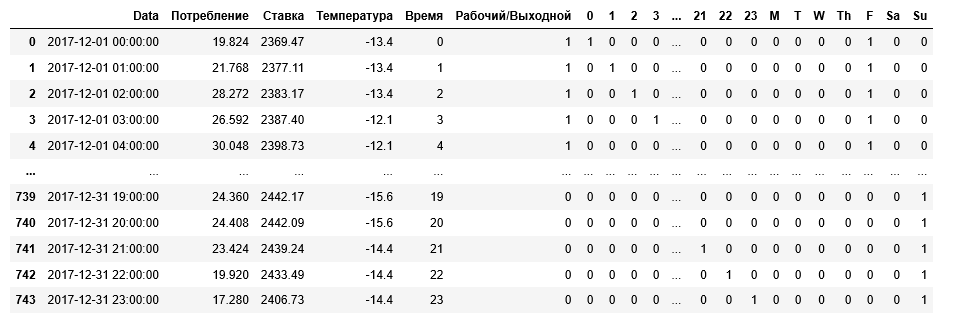 Data Потребление Ставка Температура Время Рабочий/Выходной 0 1 2 3 ... 21 22 23 M T W Th F Sa Su
0 2017-12-01 00:00:00 19.824 2369.47 -13.4 0 1 1 0 0 0 ... 0 0 0 0 0 0 0 1 0 0
1 2017-12-01 01:00:00 21.768 2377.11 -13.4 1 1 0 1 0 0 ... 0 0 0 0 0 0 0 1 0 0
2 2017-12-01 02:00:00 28.272 2383.17 -13.4 2 1 0 0 1 0 ... 0 0 0 0 0 0 0 1 0 0
3 2017-12-01 03:00:00 26.592 2387.40 -12.1 3 1 0 0 0 1 ... 0 0 0 0 0 0 0 1 0 0
4 2017-12-01 04:00:00 30.048 2398.73 -12.1 4 1 0 0 0 0 ... 0 0 0 0 0 0 0 1 0 0
... ... ... ... ... ... ... ... ... ... ... ... ... ... ... ... ... ... ... ... ... ...
739 2017-12-31 19:00:00 24.360 2442.17 -15.6 19 0 0 0 0 0 ... 0 0 0 0 0 0 0 0 0 1
740 2017-12-31 20:00:00 24.408 2442.09 -15.6 20 0 0 0 0 0 ... 0 0 0 0 0 0 0 0 0 1
741 2017-12-31 21:00:00 23.424 2439.24 -14.4 21 0 0 0 0 0 ... 1 0 0 0 0 0 0 0 0 1
742 2017-12-31 22:00:00 19.920 2433.49 -14.4 22 0 0 0 0 0 ... 0 1 0 0 0 0 0 0 0 1
743 2017-12-31 23:00:00 17.280 2406.73 -14.4 23 0 0 0 0 0 ... 0 0 1 0 0 0 0 0 0 1